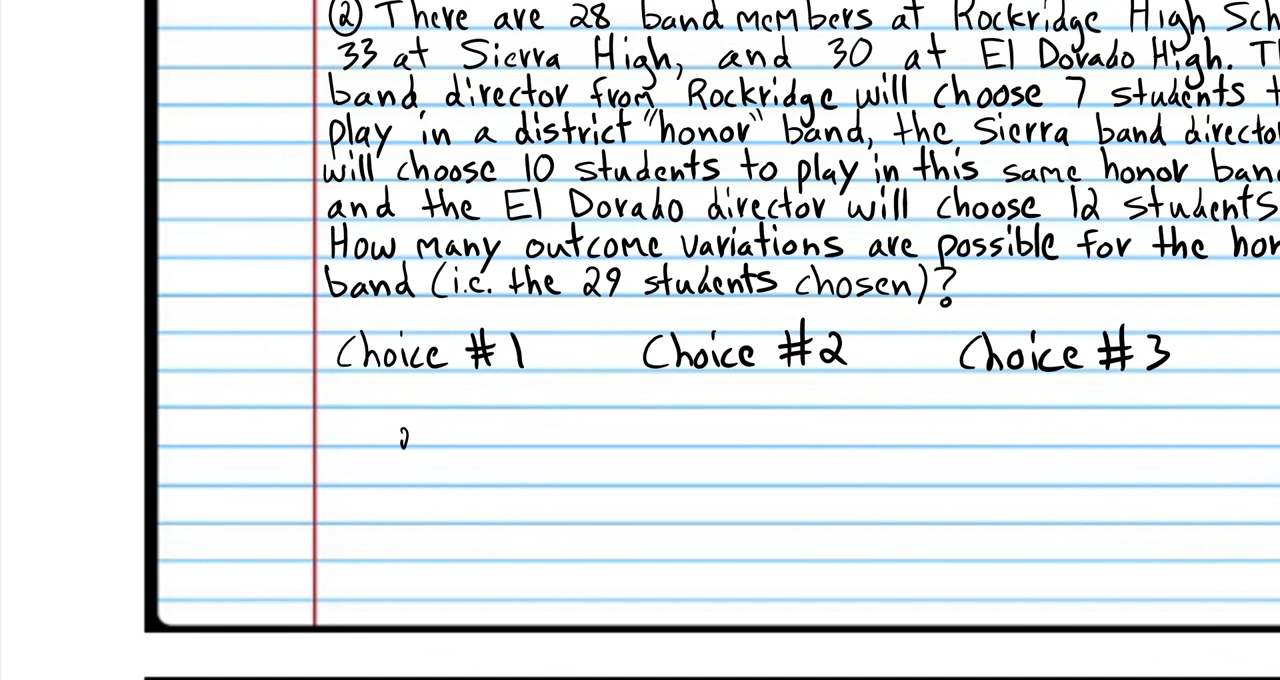 ② There are 28 band members at Rockridge High Sch
33 at Sierra High, and 30 at El Dorado High. Th
band director from Rockridge will choose 7 students t
play in a district "honor" band, the Sierra band directo
will choose 10 students to play in this same honor band
and the El Dorado director will choose 12 students
How many outcome variations are possible for the hon
band (i.e. the 29 students chosen)?
Choice #1 Choice #2 Choice #3